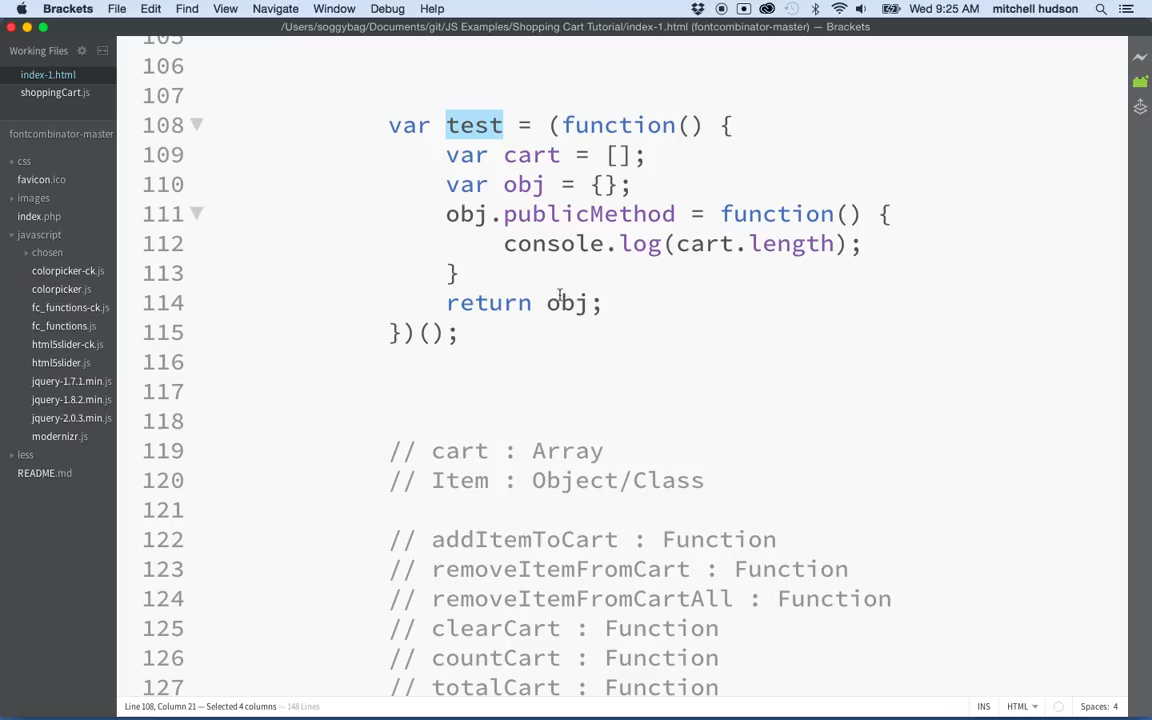 Brackets File Edit Find View Navigate Window Debug Help Wed 9:25 AM mitchell hudson
/Users/soggybag/Documents/git/JS Examples/Shopping Cart Tutorial/index-1.html (fontcombinator-master) — Brackets
Working Files
index-1.html
shoppingCart.js
fontcombinator-master
css
favicon.ico
images
index.php
javascript
chosen
colorpicker-ck.js
colorpicker.js
fc_functions-ck.js
fc_functions.js
html5slider-ck.js
html5slider.js
jquery-1.7.1.min.js
jquery-1.8.2.min.js
jquery-2.0.3.min.js
modernizr.js
less
README.md
105
106
107
108 var test = (function() {
109 var cart = [];
110 var obj = {};
111 obj.publicMethod = function() {
112 console.log(cart.length);
113 }
114 return obj;
115 })();
116
117
118
119 // cart : Array
120 // Item : Object/Class
121
122 // addItemToCart : Function
123 // removeItemFromCart : Function
124 // removeItemFromCartAll : Function
125 // clearCart : Function
126 // countCart : Function
127 // totalCart : Function
Line 108, Column 21 — Selected 4 columns — 148 Lines INS HTML Spaces: 4